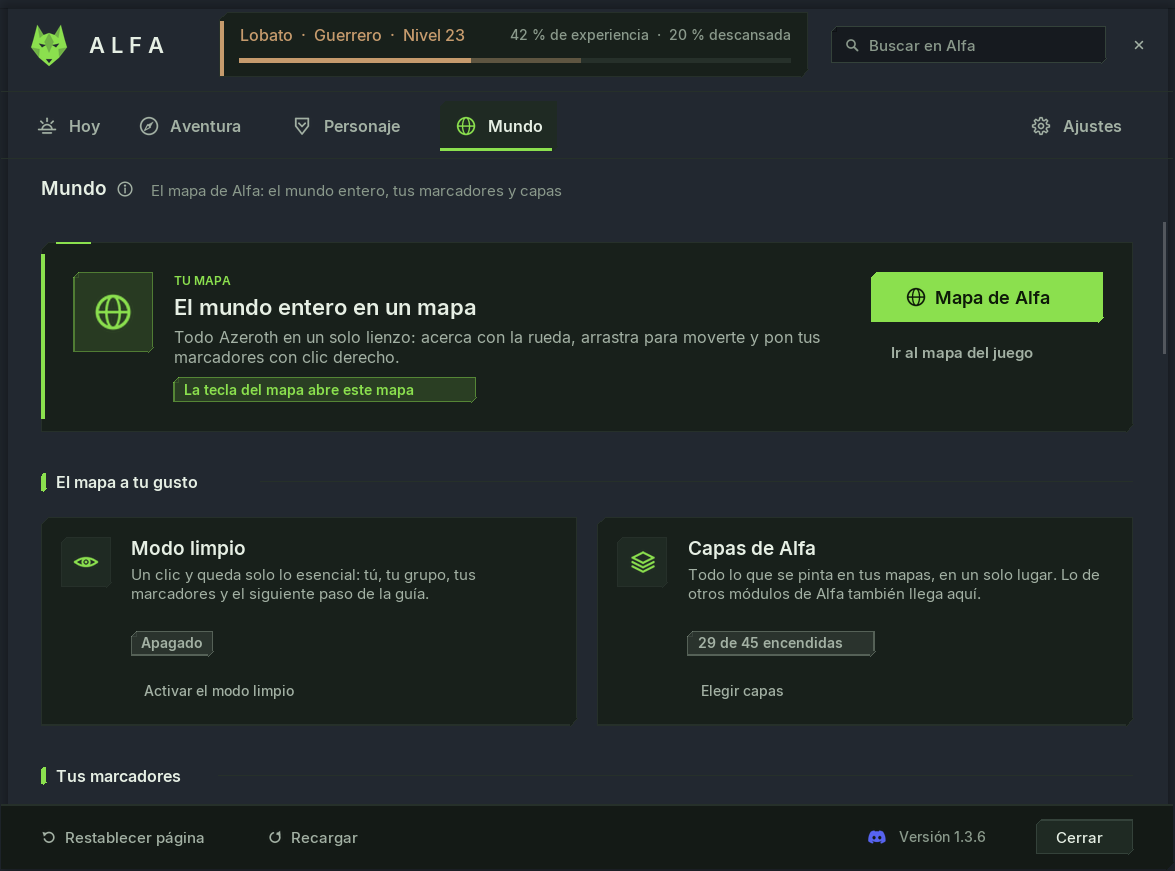 ALFA
Lobato · Guerrero · Nivel 23
42 % de experiencia · 20 % descansada
Buscar en Alfa
Hoy
Aventura
Personaje
Mundo
Ajustes
Mundo
El mapa de Alfa: el mundo entero, tus marcadores y capas
TU MAPA
El mundo entero en un mapa
Todo Azeroth en un solo lienzo: acerca con la rueda, arrastra para moverte y pon tus
marcadores con clic derecho.
La tecla del mapa abre este mapa
Mapa de Alfa
Ir al mapa del juego
El mapa a tu gusto
Modo limpio
Un clic y queda solo lo esencial: tú, tu grupo, tus
marcadores y el siguiente paso de la guía.
Apagado
Activar el modo limpio
Capas de Alfa
Todo lo que se pinta en tus mapas, en un solo lugar. Lo de
otros módulos de Alfa también llega aquí.
29 de 45 encendidas
Elegir capas
Tus marcadores
Restablecer página
Recargar
Versión 1.3.6
Cerrar